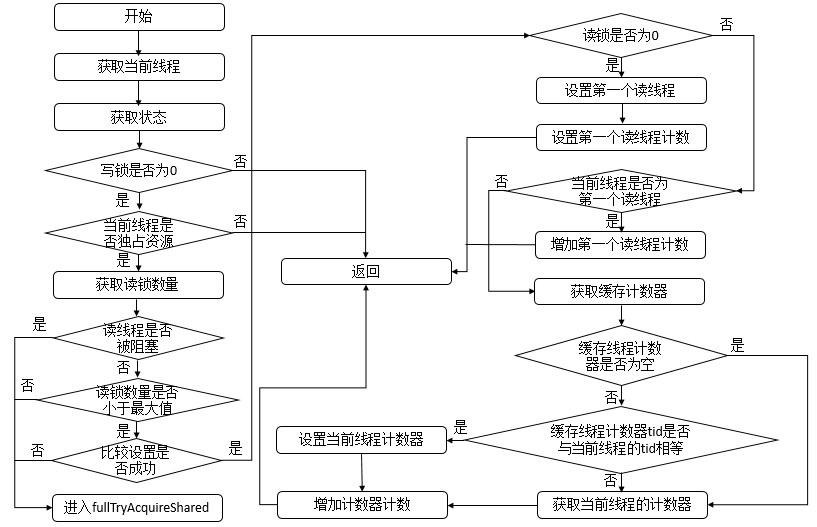 开始
获取当前线程
获取状态
写锁是否为0
否
是
当前线程是
否独占资源
否
是
获取读锁数量
是
读线程是否
被阻塞
否
否
读锁数量是否
小于最大值
是
否
比较设置是
否成功
是
进入fullTryAcquireShared
返回
读锁是否为0
否
是
设置第一个读线程
设置第一个读线程计数
否
当前线程是否为
第一个读线程
是
增加第一个读线程计数
获取缓存计数器
缓存线程计数
器是否为空
是
否
缓存线程计数器tid是否
与当前线程的tid相等
是
否
设置当前线程计数器
增加计数器计数
获取当前线程的计数器